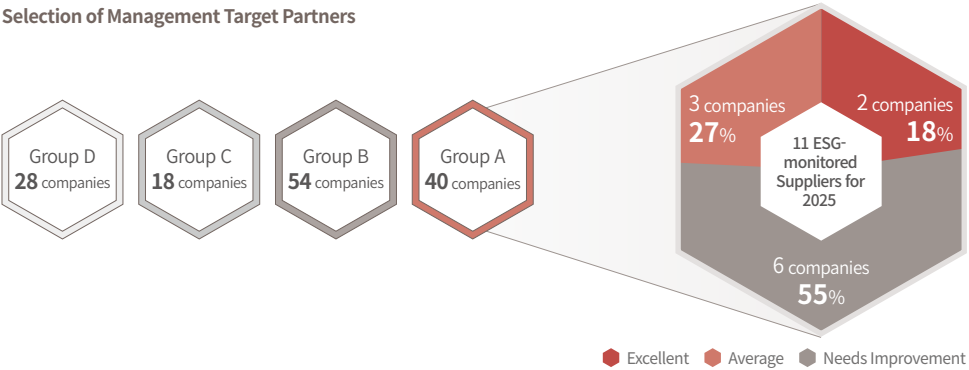 Selection of Management Target Partners
Group D
28 companies
Group C
18 companies
Group B
54 companies
Group A
40 companies
3 companies
27%
2 companies
18%
11 ESG-
monitored
Suppliers for
2025
6 companies
55%
Excellent
Average
Needs Improvement